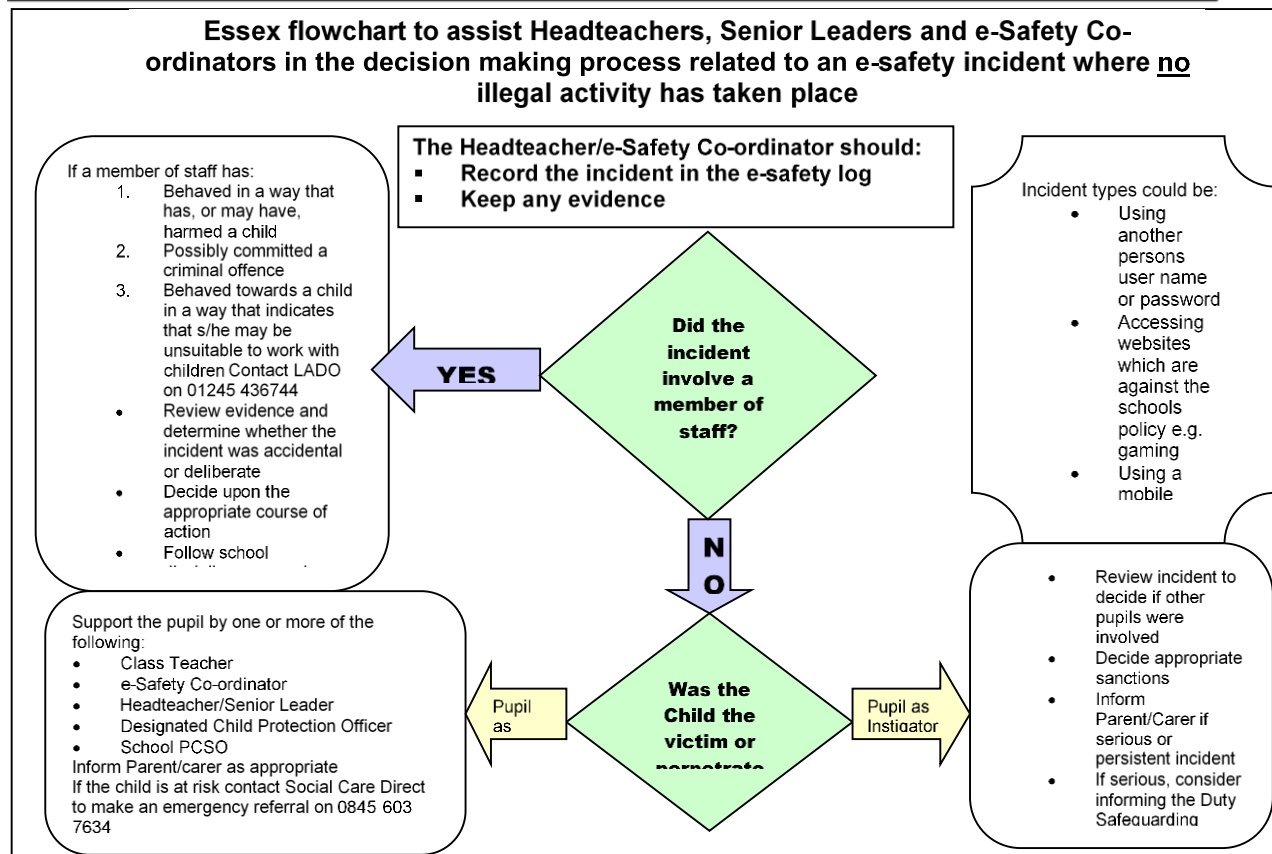 Essex flowchart to assist Headteachers, Senior Leaders and e-Safety Co-
ordinators in the decision making process related to an e-safety incident where no
illegal activity has taken place
The Headteacher/e-Safety Co-ordinator should:
▪ Record the incident in the e-safety log
▪ Keep any evidence
If a member of staff has:
1. Behaved in a way that
has, or may have,
harmed a child
2. Possibly committed a
criminal offence
3. Behaved towards a child
in a way that indicates
that s/he may be
unsuitable to work with
children Contact LADO
on 01245 436744
• Review evidence and
determine whether the
incident was accidental
or deliberate
• Decide upon the
appropriate course of
action
• Follow school
YES
Did the
incident
involve a
member of
staff?
Incident types could be:
• Using
another
persons
user name
or password
• Accessing
websites
which are
against the
schools
policy e.g.
gaming
• Using a
mobile
N
O
Support the pupil by one or more of the
following:
• Class Teacher
• e-Safety Co-ordinator
• Headteacher/Senior Leader
• Designated Child Protection Officer
• School PCSO
Inform Parent/carer as appropriate
If the child is at risk contact Social Care Direct
to make an emergency referral on 0845 603
7634
Pupil
as
Was the
Child the
victim or
perpetrate
Pupil as
Instigator
• Review incident to
decide if other
pupils were
involved
• Decide appropriate
sanctions
• Inform
Parent/Carer if
serious or
persistent incident
• If serious, consider
informing the Duty
Safeguarding